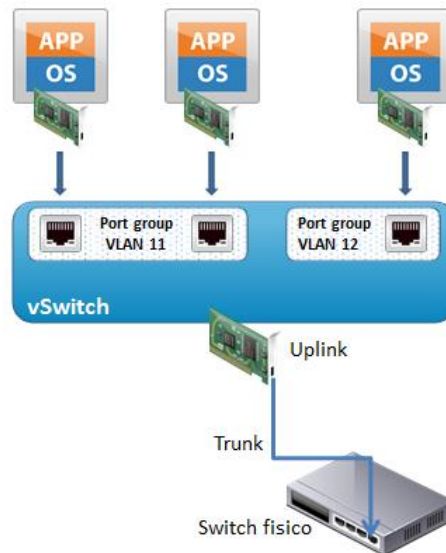 APP
OS
APP
OS
APP
OS
Port group
VLAN 11
Port group
VLAN 12
vSwitch
Uplink
Trunk
Switch fisico